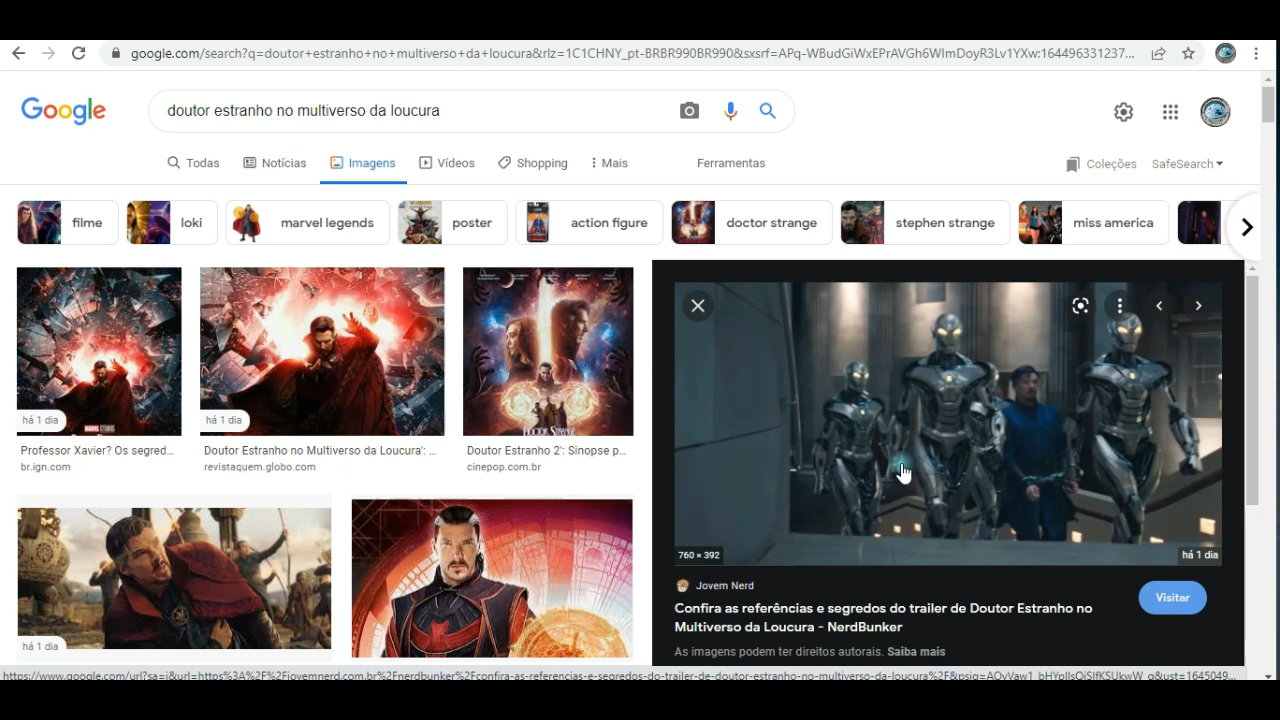 google.com/search?q=doutor+estranho+no+multiverso+da+loucura&rlz=1C1CHNY_pt-BRBR990BR990&sxsrf=APq-WBudGiWxEPrAVGh6WImDoyR3Lv1YXw:164496331237...
Google
doutor estranho no multiverso da loucura
Todas
Notícias
Imagens
Vídeos
Shopping
Mais
Ferramentas
Coleções
SafeSearch
filme
loki
marvel legends
poster
action figure
doctor strange
stephen strange
miss america
há 1 dia
MARVEL STUDIOS
há 1 dia
DOCTOR STRANGE
Professor Xavier? Os segred...
br.ign.com
Doutor Estranho no Multiverso da Loucura': ...
revistaquem.globo.com
Doutor Estranho 2': Sinopse p...
cinepop.com.br
há 1 dia
760 × 392
há 1 dia
Jovem Nerd
Confira as referências e segredos do trailer de Doutor Estranho no
Multiverso da Loucura - NerdBunker
Visitar
As imagens podem ter direitos autorais. Saiba mais